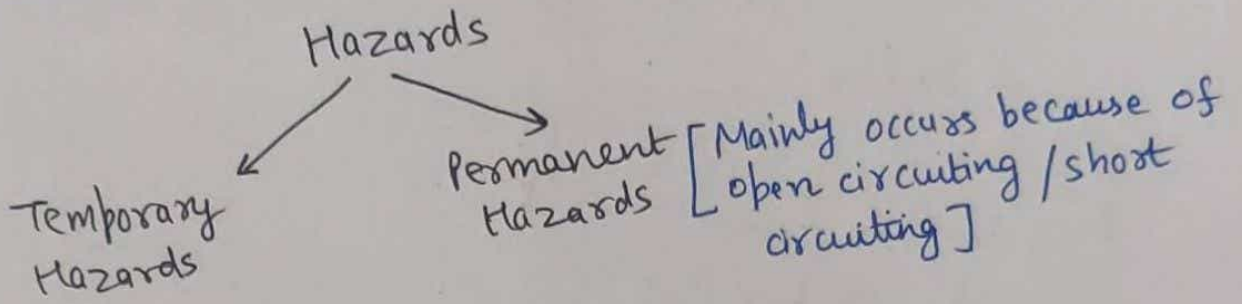 Hazards
Permanent [Mainly occurs because of
Hazards open circuiting / short
circuiting]
Temporary
Hazards